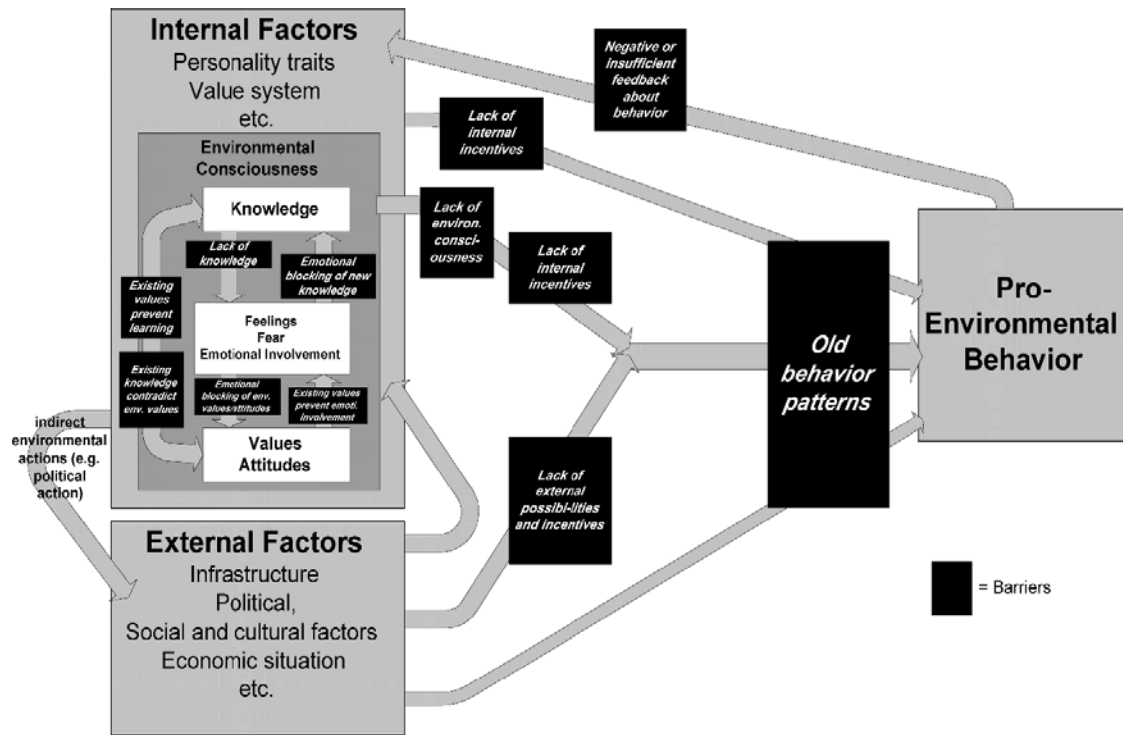 Internal Factors
Personality traits
Value system
etc.
Environmental
Consciousness
Knowledge
Lack of
knowledge
Emotional
blocking of new
knowledge
Existing
values
prevent
learning
Feelings
Fear
Emotional Involvement
Existing
knowledge
contradict
env. values
Emotional
blocking of env.
values/attitudes
Existing values
prevent emoti.
involvement
Values
Attitudes
indirect
environmental
actions (e.g.
political
action)
External Factors
Infrastructure
Political,
Social and cultural factors
Economic situation
etc.
Negative or
insufficient
feedback
about
behavior
Lack of
internal
incentives
Lack of
environ.
consci-
ousness
Lack of
internal
incentives
Lack of
external
possibi-lities
and incentives
Old
behavior
patterns
Pro-
Environmental
Behavior
= Barriers